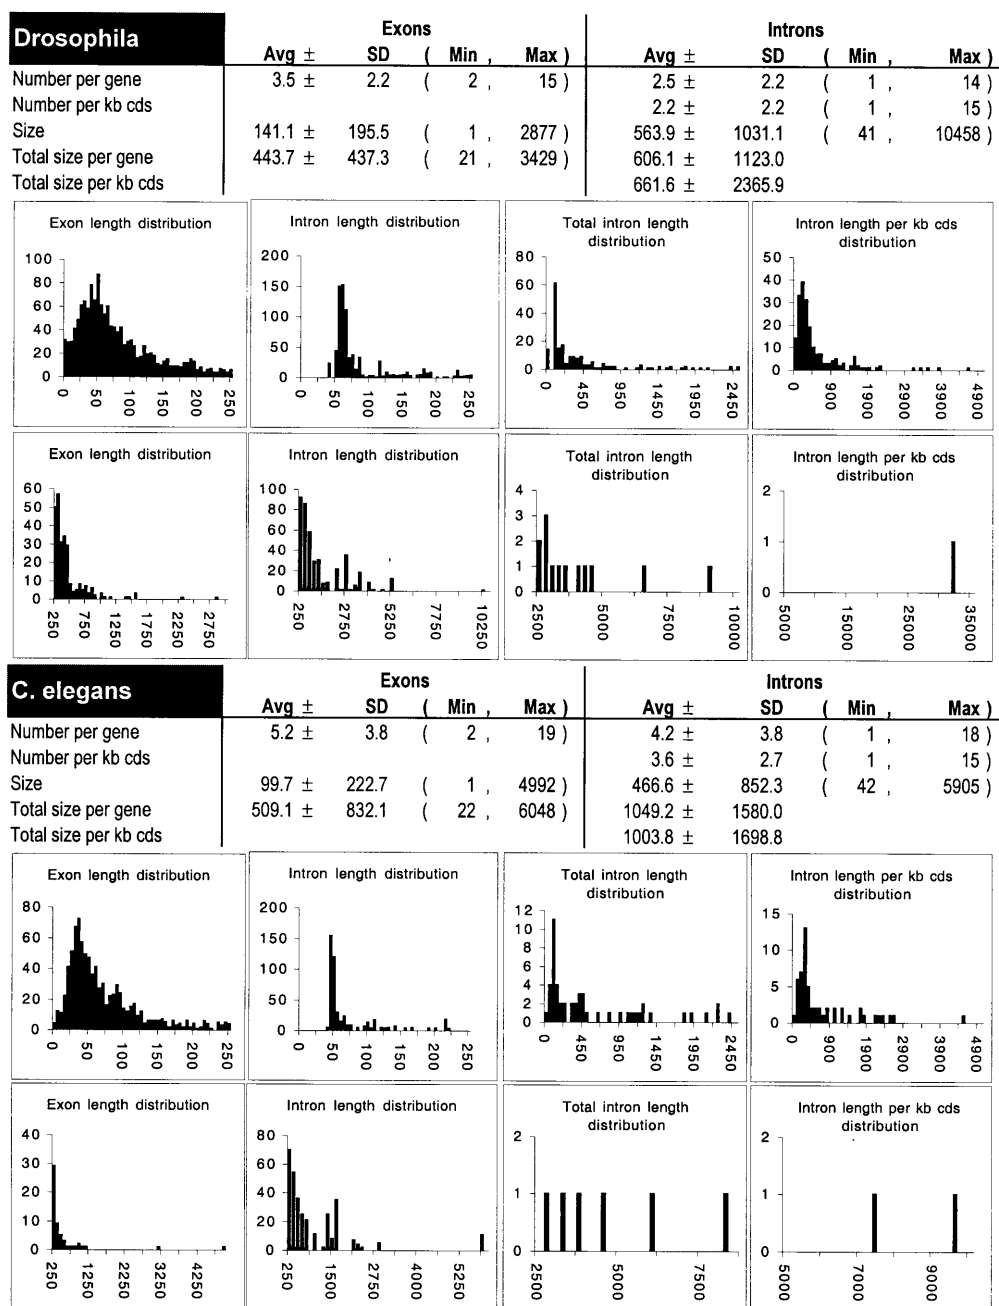 Drosophila
Exons
Introns
Avg ± SD ( Min , Max )
Avg ± SD ( Min , Max )
Number per gene 3.5 ± 2.2 ( 2 , 15 ) 2.5 ± 2.2 ( 1 , 14 )
Number per kb cds 2.2 ± 2.2 ( 1 , 15 )
Size 141.1 ± 195.5 ( 1 , 2877 ) 563.9 ± 1031.1 ( 41 , 10458 )
Total size per gene 443.7 ± 437.3 ( 21 , 3429 ) 606.1 ± 1123.0
Total size per kb cds 661.6 ± 2365.9
Exon length distribution
100
80
60
40
20
0
0 50 100 150 200 250
Intron length distribution
200
150
100
50
0
0 50 100 150 200 250
Total intron length
distribution
80
60
40
20
0
0 450 950 1450 1950 2450
Intron length per kb cds
distribution
50
40
30
20
10
0
0 900 1900 2900 3900 4900
Exon length distribution
60
50
40
30
20
10
0
250 750 1250 1750 2250 2750
Intron length distribution
100
80
60
40
20
0
250 2750 5250 7750 10250
Total intron length
distribution
4
3
2
1
0
2500 5000 7500 10000
Intron length per kb cds
distribution
2
1
0
5000 15000 25000 35000
C. elegans
Exons
Introns
Avg ± SD ( Min , Max )
Avg ± SD ( Min , Max )
Number per gene 5.2 ± 3.8 ( 2 , 19 ) 4.2 ± 3.8 ( 1 , 18 )
Number per kb cds 3.6 ± 2.7 ( 1 , 15 )
Size 99.7 ± 222.7 ( 1 , 4992 ) 466.6 ± 852.3 ( 42 , 5905 )
Total size per gene 509.1 ± 832.1 ( 22 , 6048 ) 1049.2 ± 1580.0
Total size per kb cds 1003.8 ± 1698.8
Exon length distribution
80
60
40
20
0
0 50 100 150 200 250
Intron length distribution
200
150
100
50
0
0 50 100 150 200 250
Total intron length
distribution
12
10
8
6
4
2
0
0 450 950 1450 1950 2450
Intron length per kb cds
distribution
15
10
5
0
0 900 1900 2900 3900 4900
Exon length distribution
40
30
20
10
0
250 1250 2250 3250 4250
Intron length distribution
80
60
40
20
0
250 1500 2750 4000 5250
Total intron length
distribution
2
1
0
2500 5000 7500
Intron length per kb cds
distribution
2
1
0
5000 7000 9000